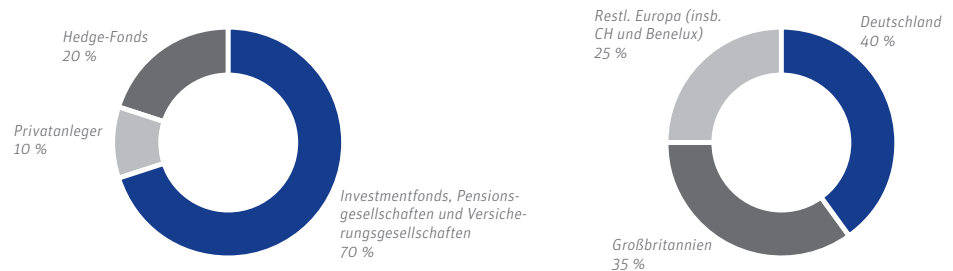 Hedge-Fonds
20 %
Privatanleger
10 %
Investmentfonds, Pensions-
gesellschaften und Versiche-
rungsgesellschaften
70 %
Restl. Europa (insb.
CH und Benelux)
25 %
Deutschland
40 %
Großbritannien
35 %